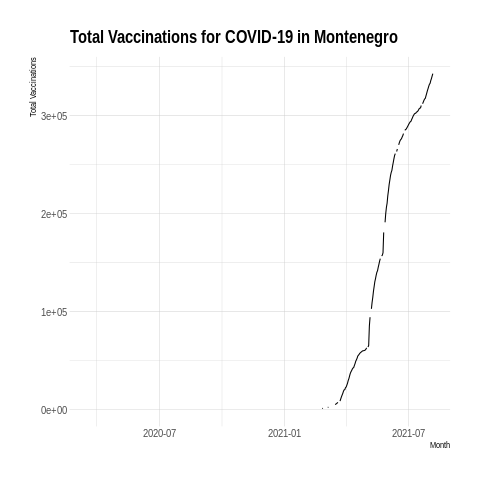 Total Vaccinations for COVID-19 in Montenegro
Total Vaccinations
3e+05
2e+05
1e+05
0e+00
2020-07
2021-01
2021-07
Month